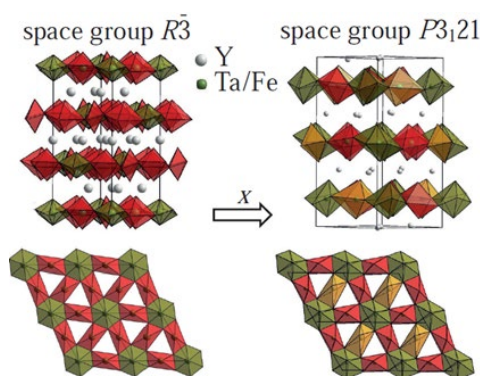 space group R3̄
space group P3₁21
Y
Ta/Fe
x